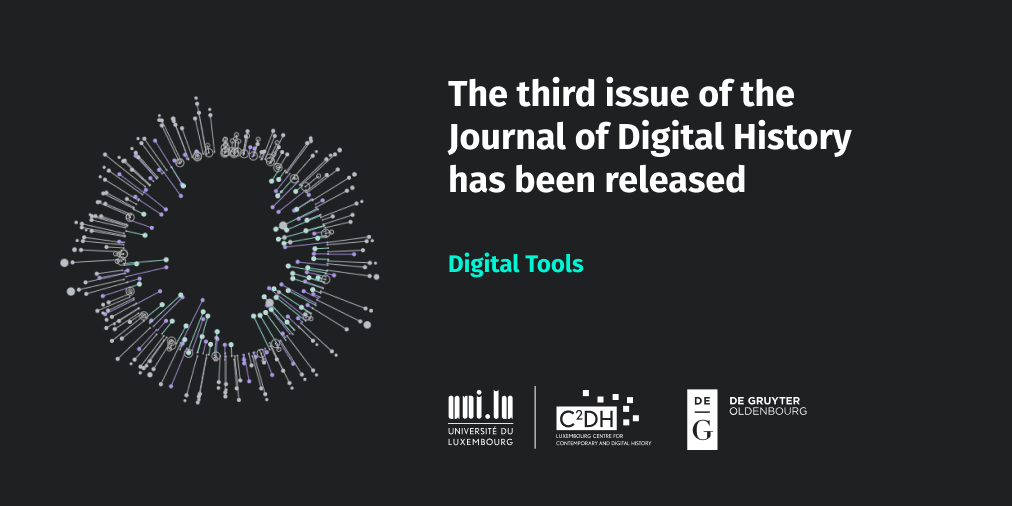 The third issue of the
Journal of Digital History
has been released
Digital Tools
uni.lu
UNIVERSITÉ DU
LUXEMBOURG
C²DH
LUXEMBOURG CENTRE FOR
CONTEMPORARY AND DIGITAL HISTORY
DE
G
DE GRUYTER
OLDENBOURG